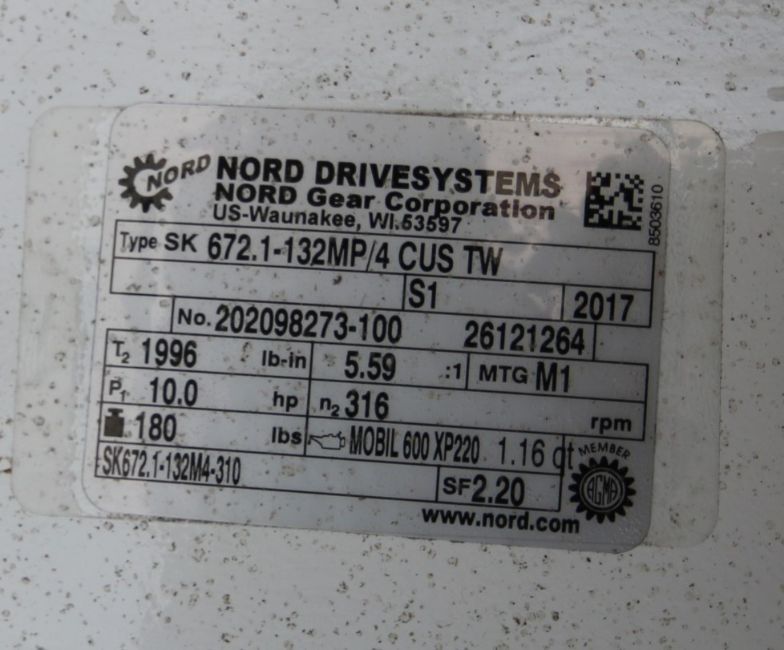 NORD
NORD DRIVESYSTEMS
NORD Gear Corporation
US-Waunakee, WI.53597
8503610
Type SK 672.1-132MP/4 CUS TW
S1 2017
No. 202098273-100 26121264
T2 1996 lb-in 5.59 :1 MTG M1
P1 10.0 hp n2 316 rpm
180 lbs MOBIL 600 XP220 1.16 qt
SK672.1-132M4-310 SF 2.20
MEMBER
AGMA
www.nord.com